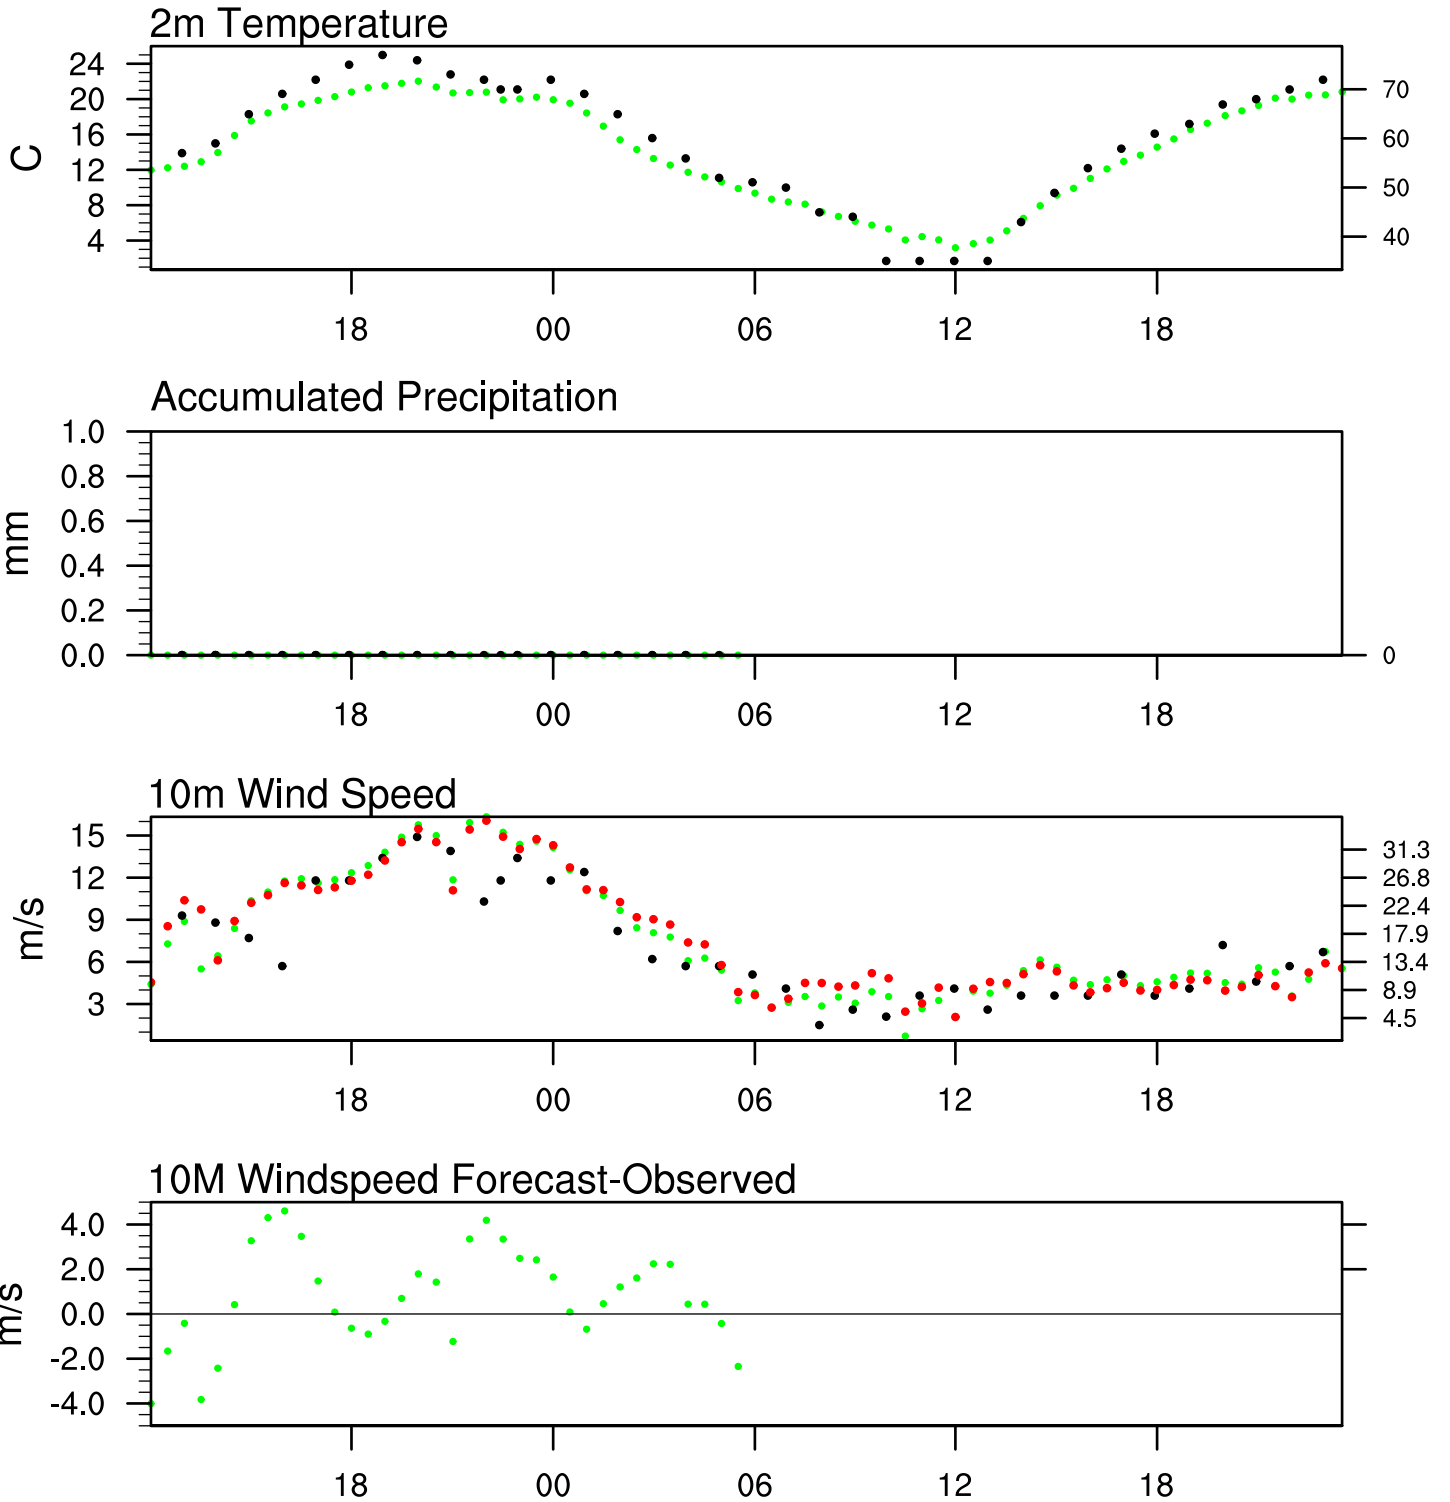 2m Temperature
24
20
16
12
8
4
C
70
60
50
40
18 00 06 12 18
Accumulated Precipitation
1.0
0.8
0.6
0.4
0.2
0.0
mm
0
18 00 06 12 18
10m Wind Speed
15
12
9
6
3
m/s
31.3
26.8
22.4
17.9
13.4
8.9
4.5
18 00 06 12 18
10M Windspeed Forecast-Observed
4.0
2.0
0.0
-2.0
-4.0
m/s
18 00 06 12 18